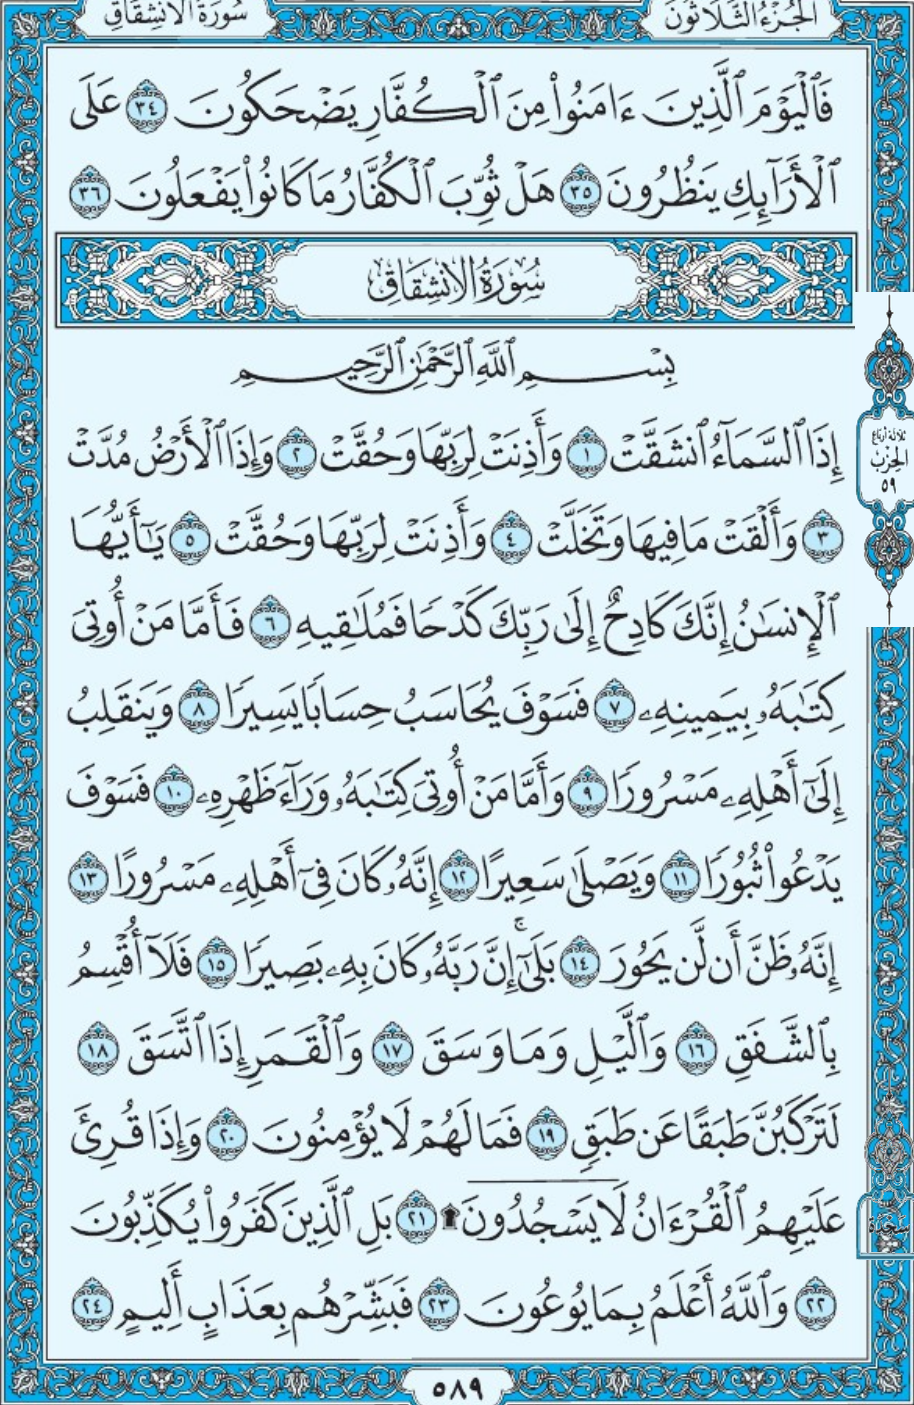 الجُزْءُ الثَّلَاثُونَ
سُورَةُ الانشِقَاقِ
فَٱلۡيَوۡمَ ٱلَّذِينَ ءَامَنُواْ مِنَ ٱلۡكُفَّارِ يَضۡحَكُونَ ٣٤ عَلَى
ٱلۡأَرَآئِكِ يَنظُرُونَ ٣٥ هَلۡ ثُوِّبَ ٱلۡكُفَّارُ مَا كَانُواْ يَفۡعَلُونَ ٣٦
سُورَةُ الانشِقَاقِ
بِسۡمِ ٱللَّهِ ٱلرَّحۡمَٰنِ ٱلرَّحِيمِ
إِذَا ٱلسَّمَآءُ ٱنشَقَّتۡ ١ وَأَذِنَتۡ لِرَبِّهَا وَحُقَّتۡ ٢ وَإِذَا ٱلۡأَرۡضُ مُدَّتۡ
٣ وَأَلۡقَتۡ مَا فِيهَا وَتَخَلَّتۡ ٤ وَأَذِنَتۡ لِرَبِّهَا وَحُقَّتۡ ٥ يَٰٓأَيُّهَا
ٱلۡإِنسَٰنُ إِنَّكَ كَادِحٌ إِلَىٰ رَبِّكَ كَدۡحٗا فَمُلَٰقِيهِ ٦ فَأَمَّا مَنۡ أُوتِيَ
كِتَٰبَهُۥ بِيَمِينِهِۦ ٧ فَسَوۡفَ يُحَاسَبُ حِسَابٗا يَسِيرٗا ٨ وَيَنقَلِبُ
إِلَىٰٓ أَهۡلِهِۦ مَسۡرُورٗا ٩ وَأَمَّا مَنۡ أُوتِيَ كِتَٰبَهُۥ وَرَآءَ ظَهۡرِهِۦ ١٠ فَسَوۡفَ
يَدۡعُواْ ثُبُورٗا ١١ وَيَصۡلَىٰ سَعِيرًا ١٢ إِنَّهُۥ كَانَ فِيٓ أَهۡلِهِۦ مَسۡرُورًا ١٣
إِنَّهُۥ ظَنَّ أَن لَّن يَحُورَ ١٤ بَلَىٰٓۚ إِنَّ رَبَّهُۥ كَانَ بِهِۦ بَصِيرٗا ١٥ فَلَآ أُقۡسِمُ
بِٱلشَّفَقِ ١٦ وَٱلَّيۡلِ وَمَا وَسَقَ ١٧ وَٱلۡقَمَرِ إِذَا ٱتَّسَقَ ١٨
لَتَرۡكَبُنَّ طَبَقًا عَن طَبَقٖ ١٩ فَمَا لَهُمۡ لَا يُؤۡمِنُونَ ٢٠ وَإِذَا قُرِئَ
عَلَيۡهِمُ ٱلۡقُرۡءَانُ لَا يَسۡجُدُونَۤ۩ ٢١ بَلِ ٱلَّذِينَ كَفَرُواْ يُكَذِّبُونَ
٢٢ وَٱللَّهُ أَعۡلَمُ بِمَا يُوعُونَ ٢٣ فَبَشِّرۡهُم بِعَذَابٍ أَلِيمٍ ٢٤
ثلاثة أرباع
الحِزْب
٥٩
سَجْدَة
٥٨٩